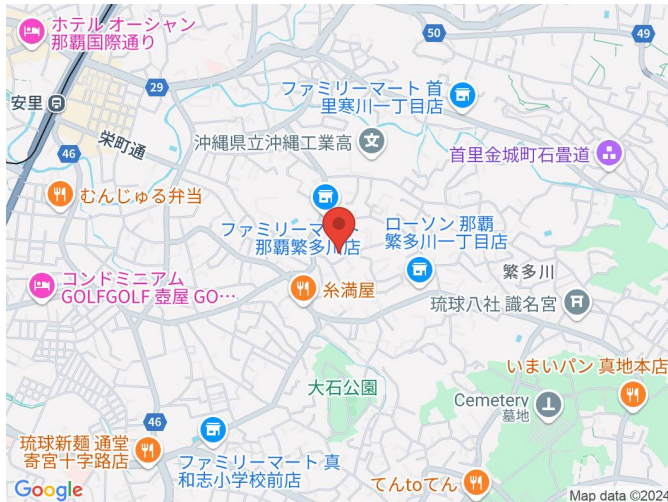 ホテル オーシャン
那覇国際通り
50
49
29
ファミリーマート 首
里寒川一丁目店
安里
栄町通
沖縄県立沖縄工業高
首里金城町石畳道
46
むんじゅる弁当
ファミリーマート
那覇繁多川店
ローソン 那覇
繁多川一丁目店
繁多川
コンドミニアム
GOLFGOLF 壺屋 GO…
糸満屋
琉球八社 識名宮
いまいパン 真地本店
大石公園
Cemetery
墓地
46
琉球新麺 通堂
寄宮十字路店
ファミリーマート 真
和志小学校前店
てんtoてん
Google
Map data ©2024